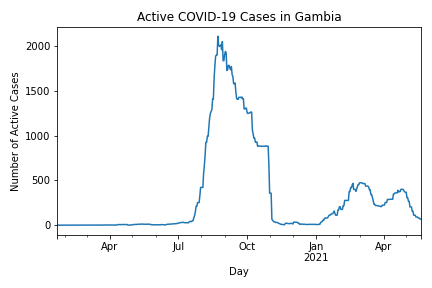 Active COVID-19 Cases in Gambia
Number of Active Cases
2000
1500
1000
500
0
Apr
Jul
Oct
Jan
2021
Apr
Day